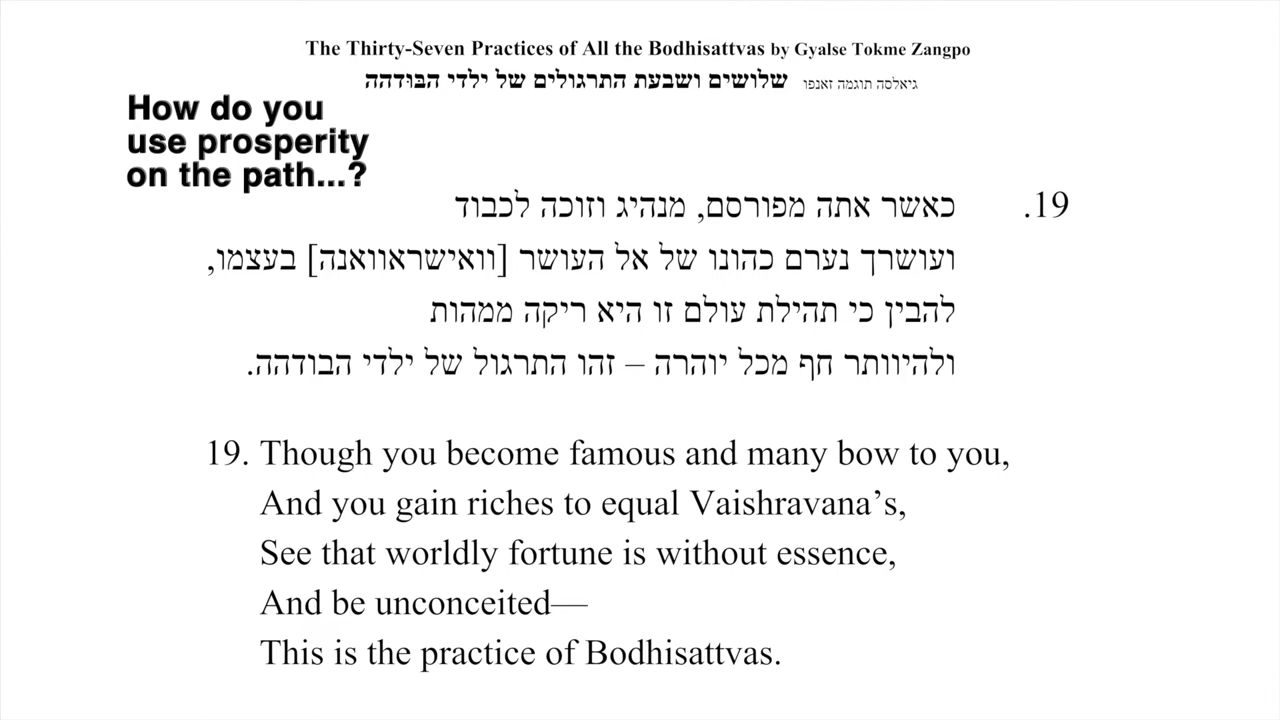 The Thirty-Seven Practices of All the Bodhisattvas by Gyalse Tokme Zangpo
שלושים ושבעת התרגולים של ילדי הבּוּדהה גיאלסה תוגמה זאנפו
How do you
use prosperity
on the path...?
19. כאשר אתה מפורסם, מנהיג וזוכה לכבוד
ועושרך נערם כהונו של אל העושר [וואישראוואנה] בעצמו,
להבין כי תהילת עולם זו היא ריקה ממהות
ולהיוותר חף מכל יוהרה – זהו התרגול של ילדי הבודהה.
19. Though you become famous and many bow to you,
And you gain riches to equal Vaishravana’s,
See that worldly fortune is without essence,
And be unconceited—
This is the practice of Bodhisattvas.